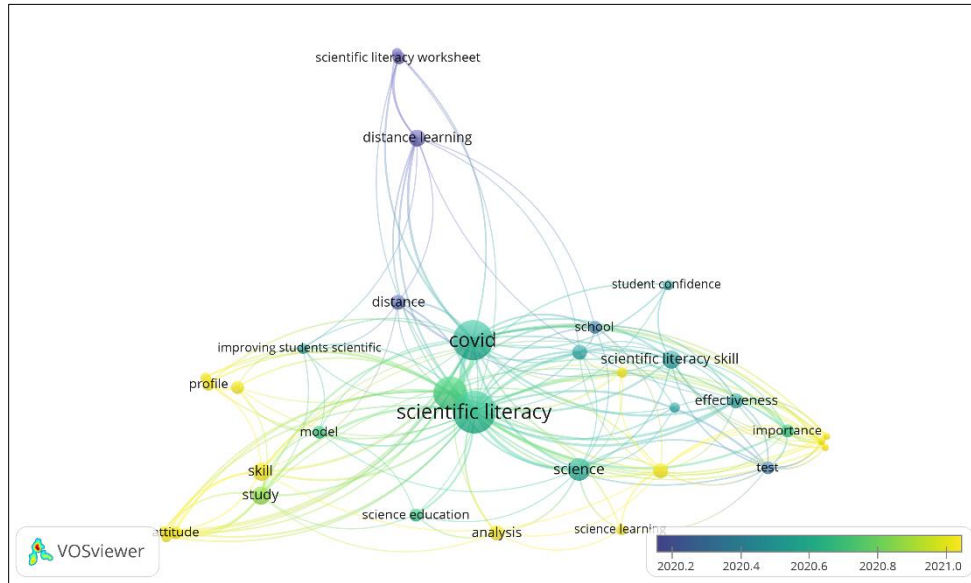 scientific literacy worksheet
distance learning
student confidence
distance
school
covid
improving students scientific
scientific literacy skill
profile
effectiveness
scientific literacy
model
importance
skill
science
test
study
science education
attitude
analysis
science learning
VOSviewer
2020.2 2020.4 2020.6 2020.8 2021.0